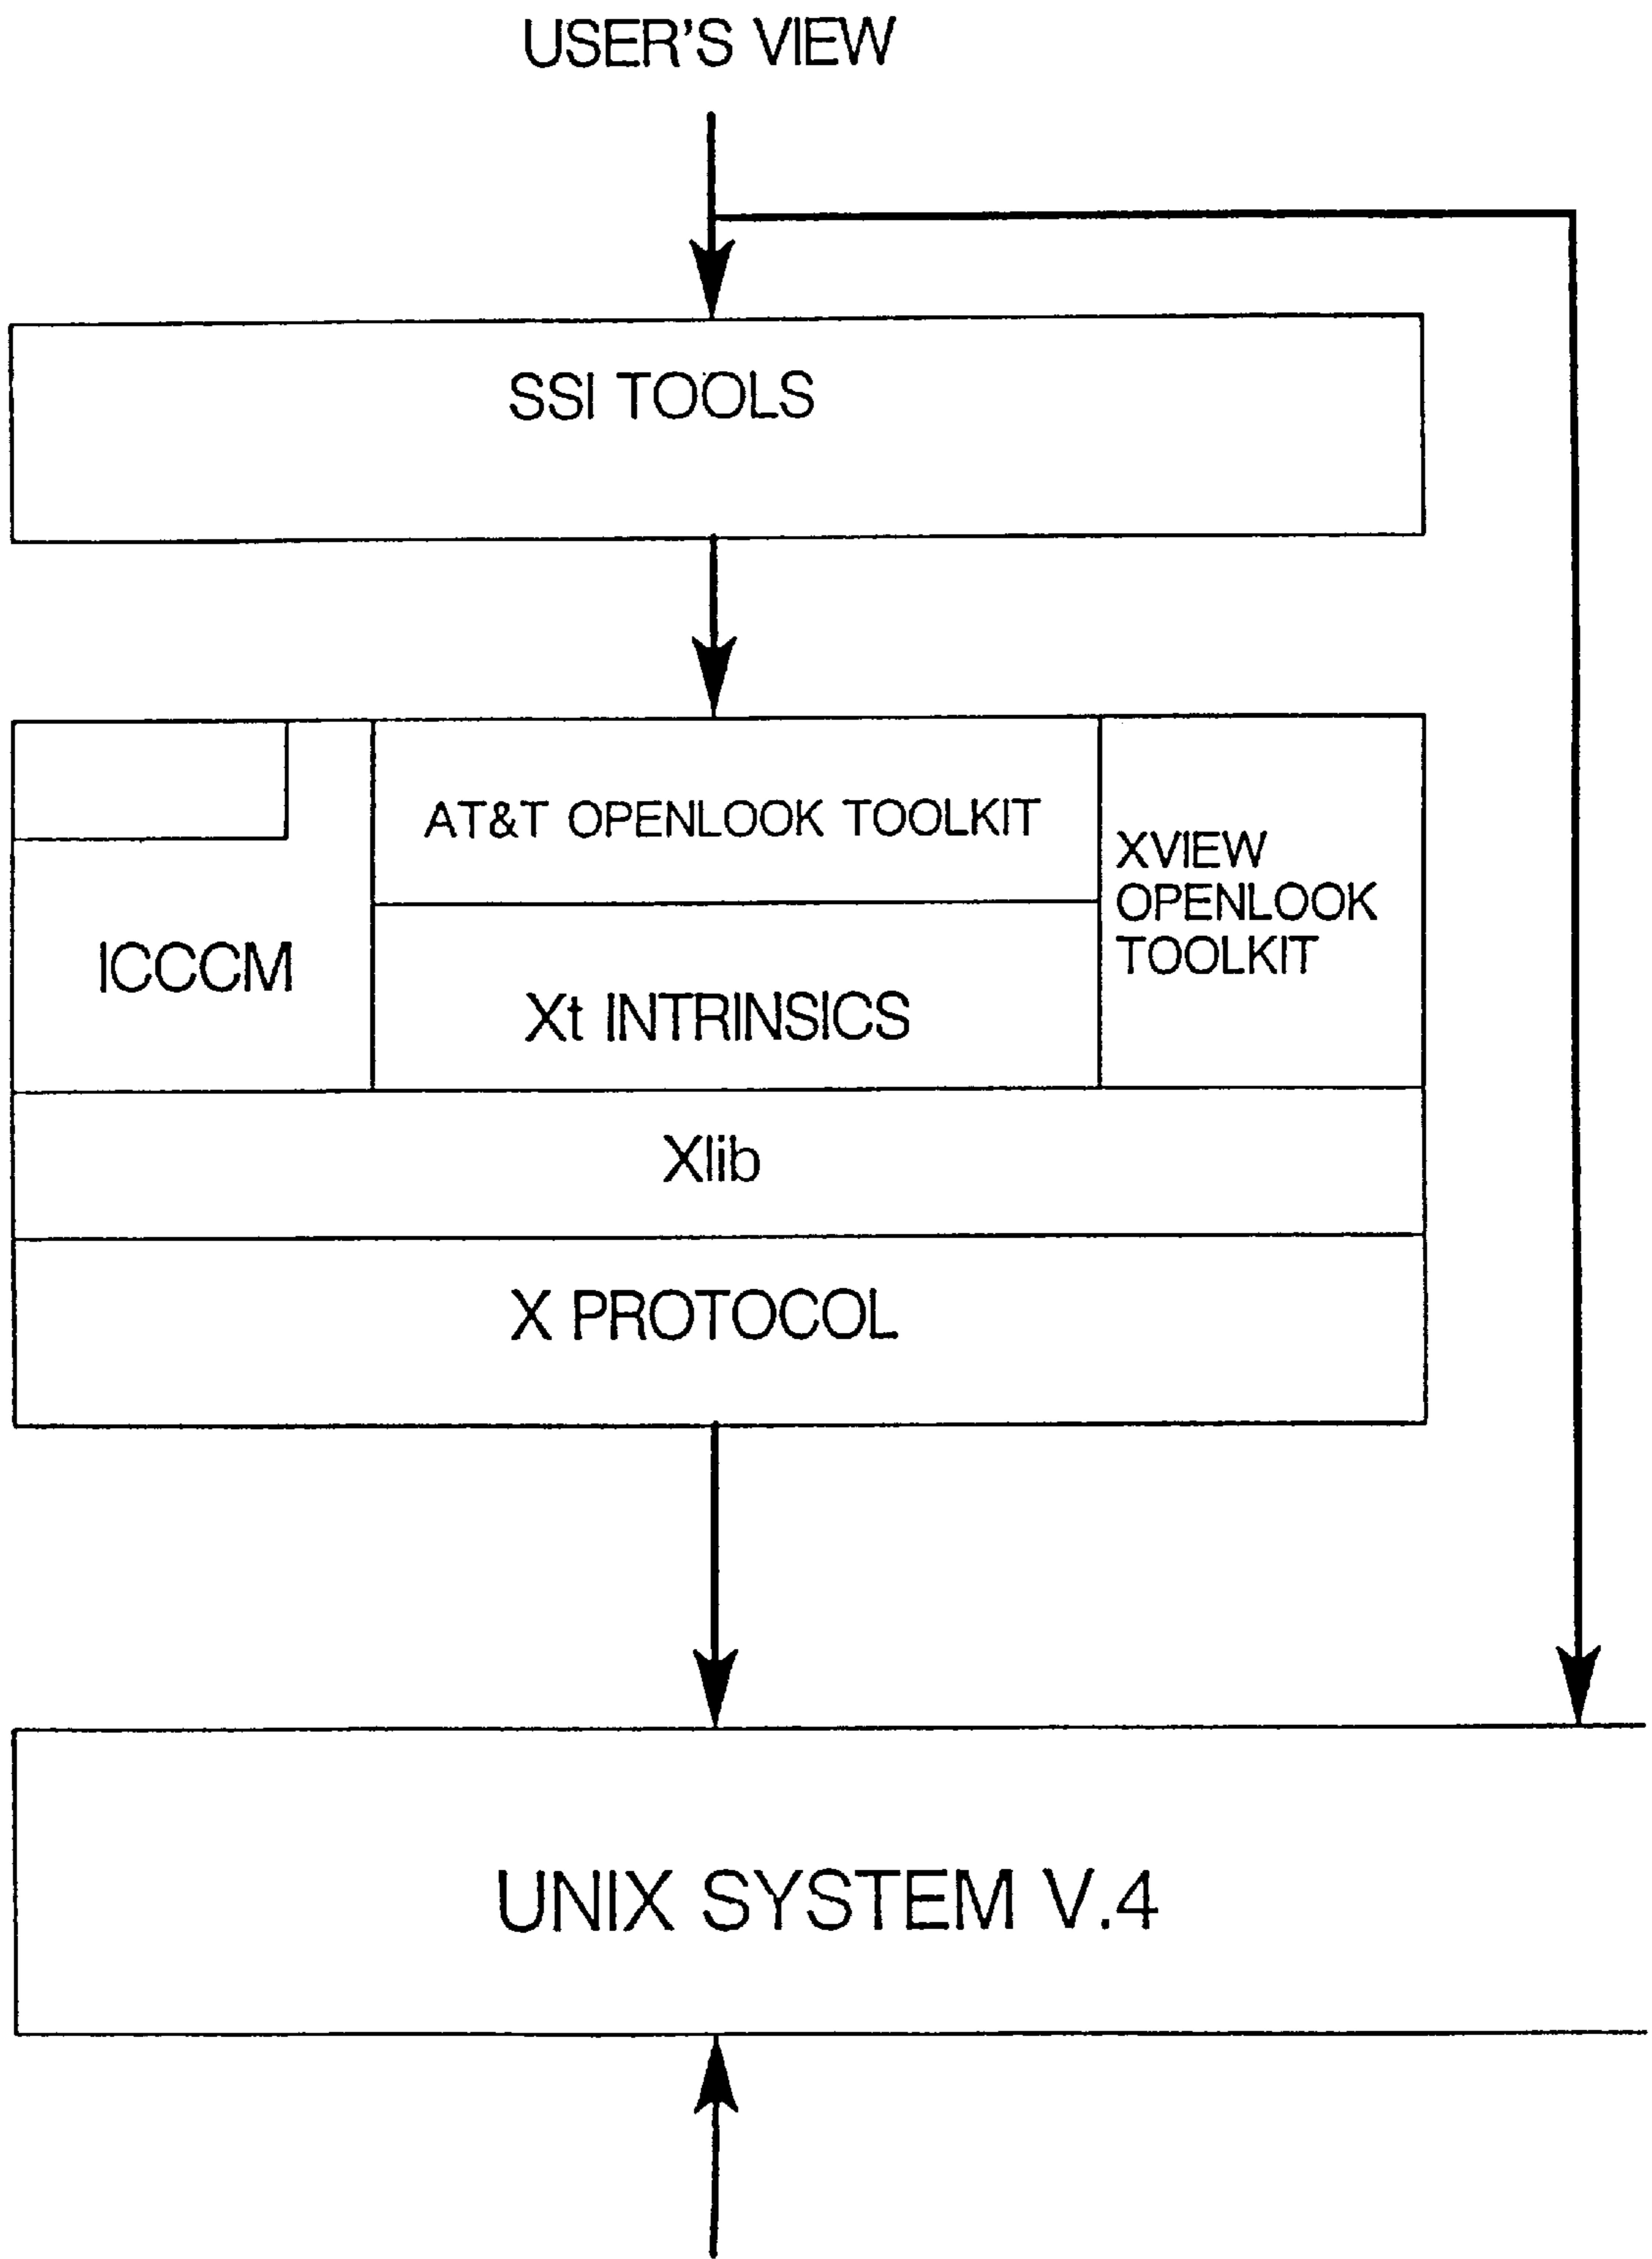 USER'S VIEW
SSI TOOLS
AT&T OPENLOOK TOOLKIT
XVIEW
OPENLOOK
TOOLKIT
ICCCM
Xt INTRINSICS
Xlib
X PROTOCOL
UNIX SYSTEM V.4